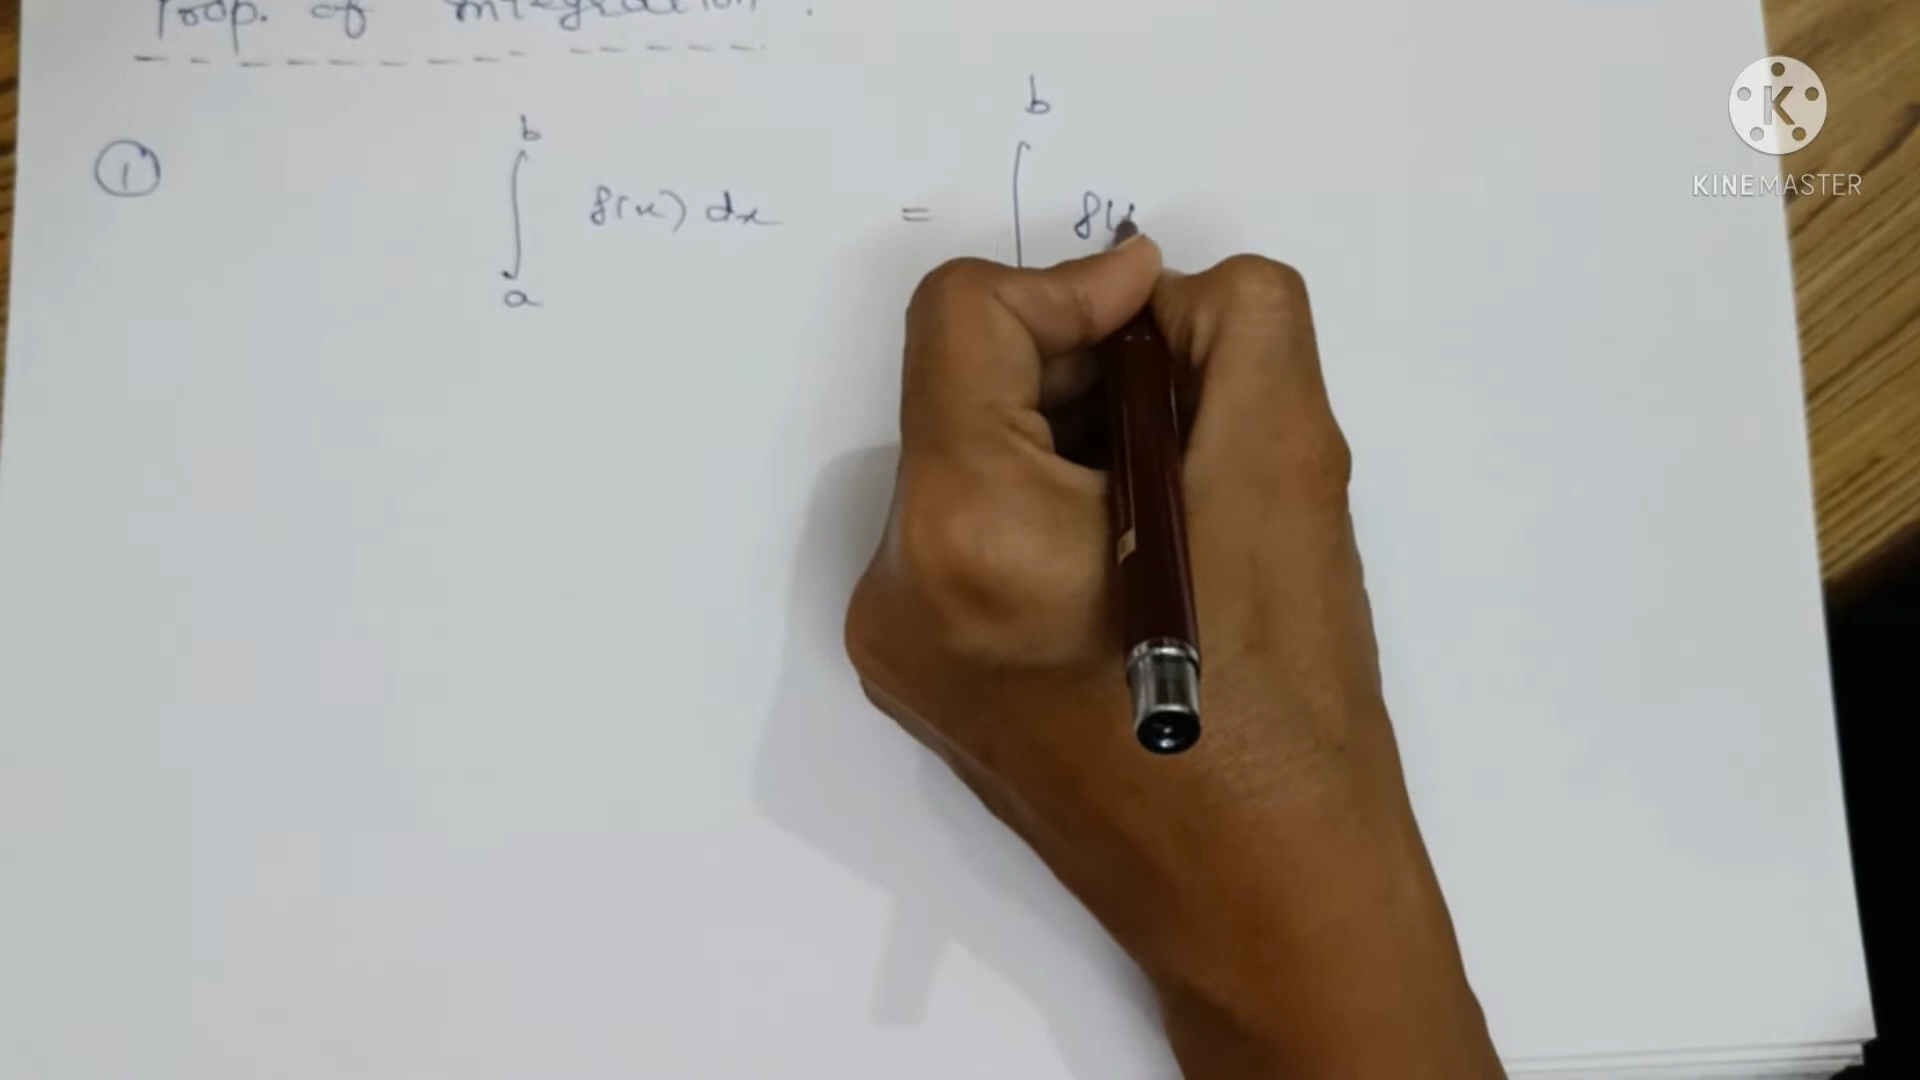 Prop. of integration.
①
b b
∫ f(x) dx = ∫ f(
a
K
KINEMASTER